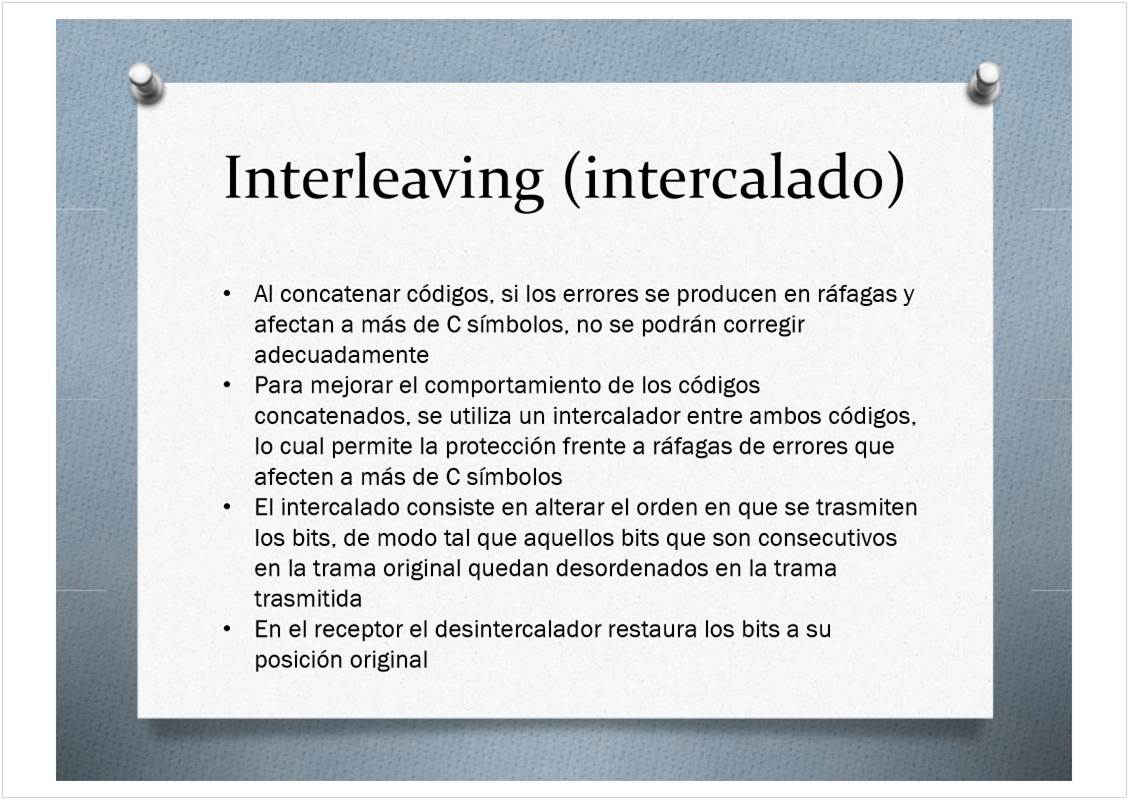 Interleaving (intercalado)
• Al concatenar códigos, si los errores se producen en ráfagas y
afectan a más de C símbolos, no se podrán corregir
adecuadamente
• Para mejorar el comportamiento de los códigos
concatenados, se utiliza un intercalador entre ambos códigos,
lo cual permite la protección frente a ráfagas de errores que
afecten a más de C símbolos
• El intercalado consiste en alterar el orden en que se trasmiten
los bits, de modo tal que aquellos bits que son consecutivos
en la trama original quedan desordenados en la trama
trasmitida
• En el receptor el desintercalador restaura los bits a su
posición original